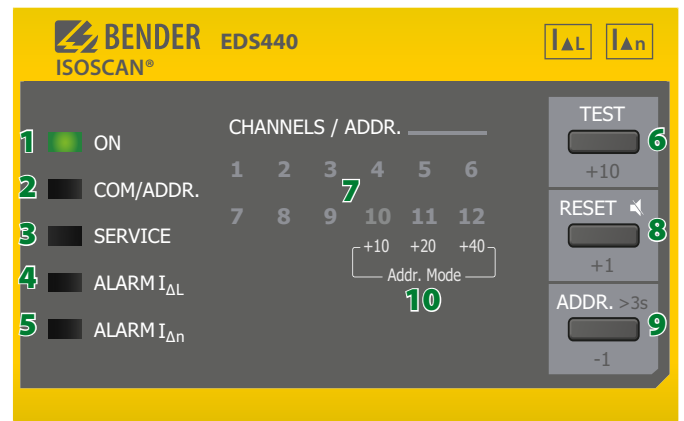 BENDER EDS440
ISOSCAN®
I▲L I▲n
CHANNELS / ADDR.
1 ON
2 COM/ADDR.
3 SERVICE
4 ALARM I∆L
5 ALARM I∆n
1 2 3 4 5 6
7
7 8 9 10 11 12
+10 +20 +40
Addr. Mode
10
TEST
6
+10
RESET
8
+1
ADDR. >3s
9
-1